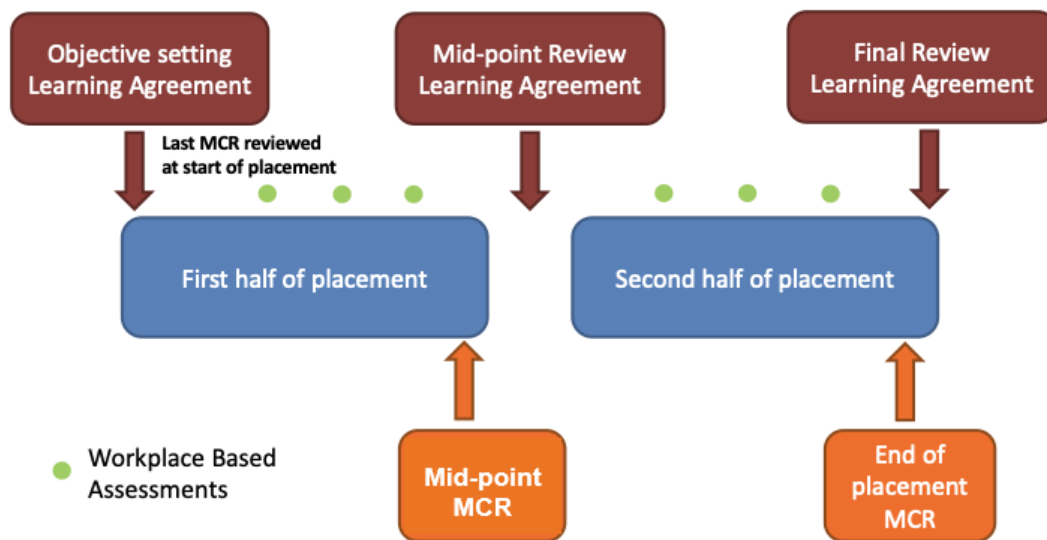 Objective setting
Learning Agreement
Mid-point Review
Learning Agreement
Final Review
Learning Agreement
Last MCR reviewed
at start of placement
First half of placement
Second half of placement
Workplace Based
Assessments
Mid-point
MCR
End of
placement
MCR